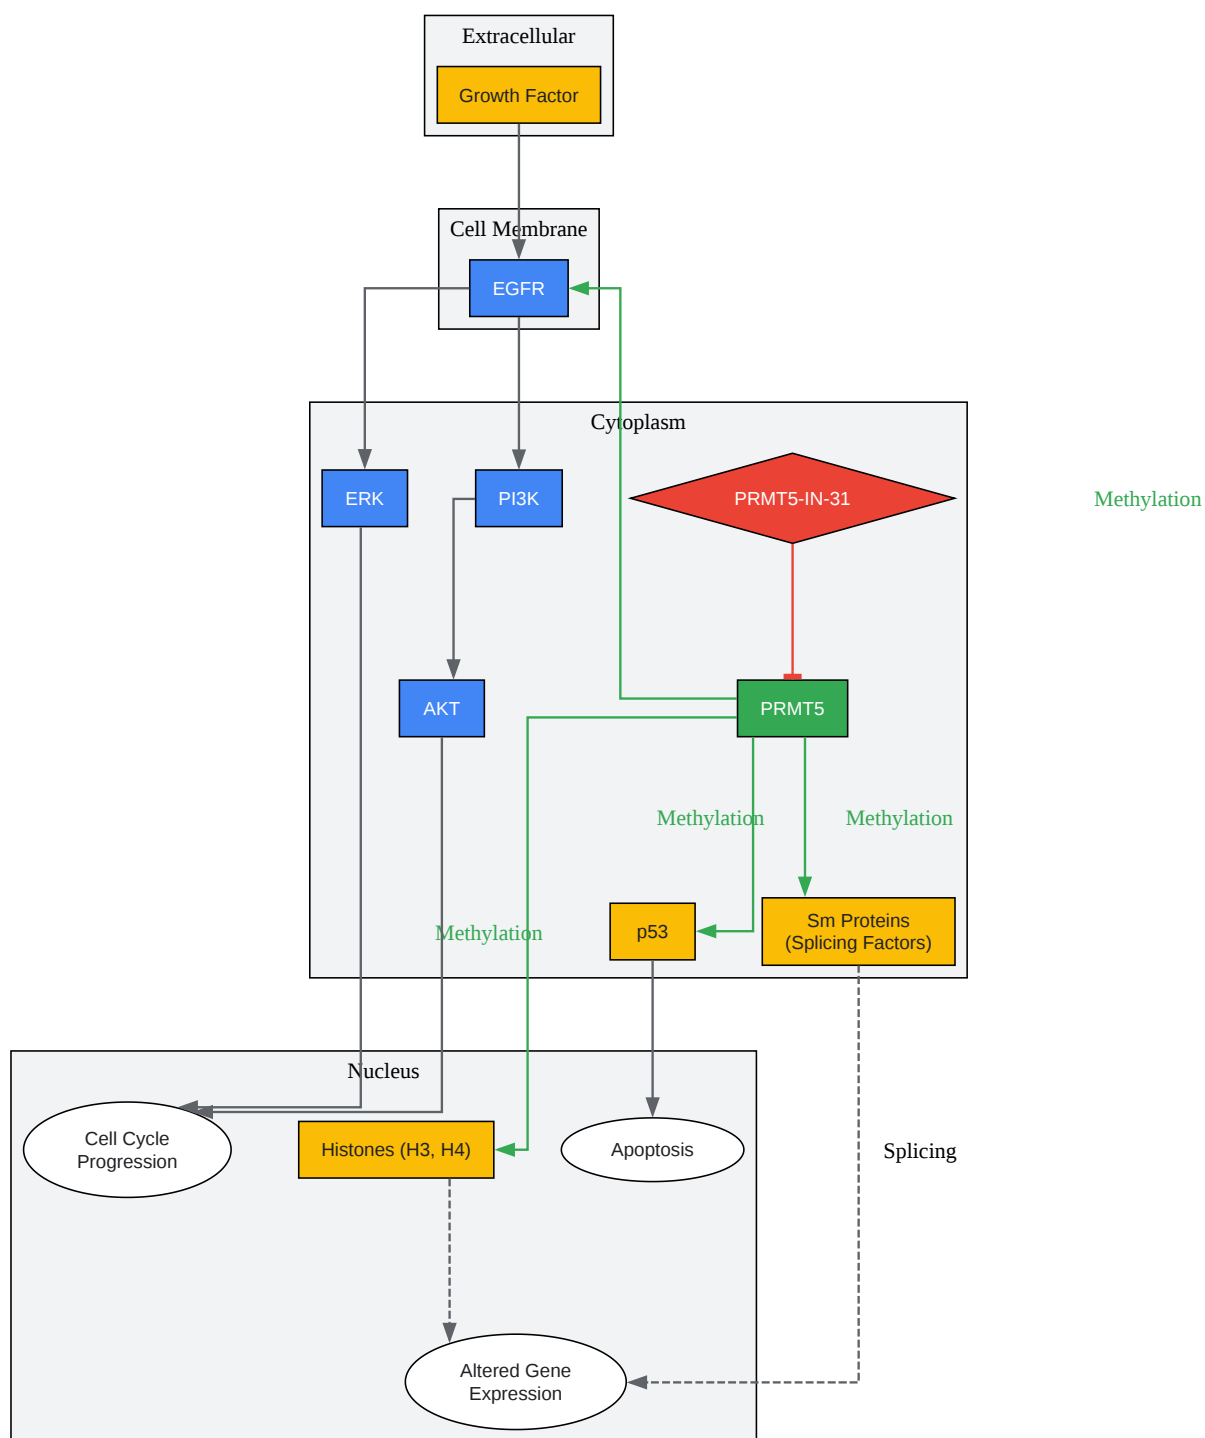 Extracellular
Growth Factor
Cell Membrane
EGFR
Cytoplasm
ERK
PI3K
PRMT5-IN-31
Methylation
AKT
PRMT5
Methylation
Methylation
Methylation
p53
Sm Proteins
(Splicing Factors)
Nucleus
Cell Cycle
Progression
Histones (H3, H4)
Apoptosis
Splicing
Altered Gene
Expression